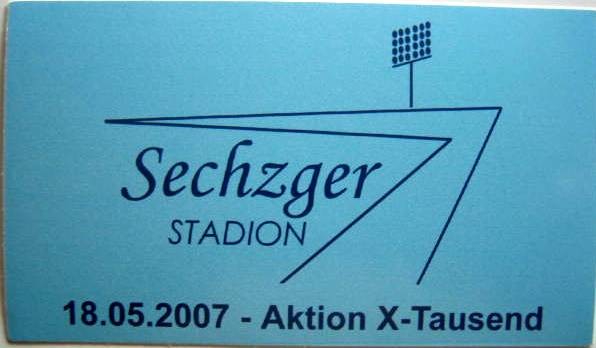 Sechzger
STADION
18.05.2007 - Aktion X-Tausend